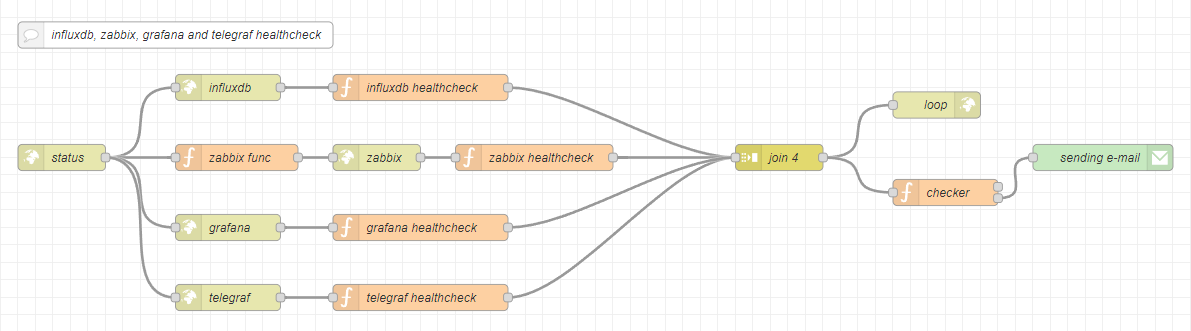 influxdb, zabbix, grafana and telegraf healthcheck
influxdb
influxdb healthcheck
loop
status
zabbix func
zabbix
zabbix healthcheck
join 4
sending e-mail
checker
grafana
grafana healthcheck
telegraf
telegraf healthcheck